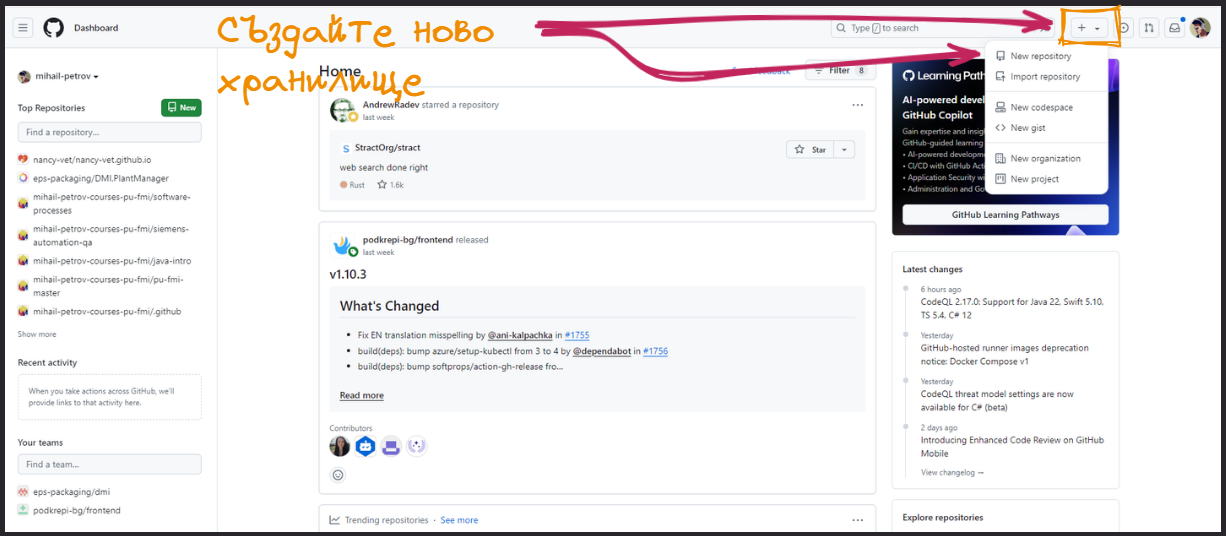 Dashboard
Създайте ново
хранилище
Type / to search
mihail-petrov
Top Repositories
New
Find a repository...
nancy-vet/nancy-vet.github.io
eps-packaging/DMI.PlantManager
mihail-petrov-courses-pu-fmi/software-
processes
mihail-petrov-courses-pu-fmi/siemens-
automation-qa
mihail-petrov-courses-pu-fmi/java-intro
mihail-petrov-courses-pu-fmi/pu-fmi-
master
mihail-petrov-courses-pu-fmi/.github
Show more
Recent activity
When you take actions across GitHub, we'll
provide links to that activity here.
Your teams
Find a team...
eps-packaging/dmi
podkrepi-bg/frontend
Home
Filter 8
AndrewRadev starred a repository
last week
StractOrg/stract
Star
web search done right
Rust 1.6k
podkrepi-bg/frontend released
last week
v1.10.3
What's Changed
• Fix EN translation misspelling by @ani-kalpachka in #1755
• build(deps): bump azure/setup-kubectl from 3 to 4 by @dependabot in #1756
• build(deps): bump softprops/action-gh-release fro...
Read more
Contributors
Trending repositories · See more
New repository
Import repository
New codespace
New gist
New organization
New project
Learning Path
AI-powered devel
GitHub Copilot
Gain expertise and insig
GitHub-guided learning
• AI-powered developm
• CI/CD with GitHub Act
• Application Security wi
• Administration and Go
GitHub Learning Pathways
Latest changes
6 hours ago
CodeQL 2.17.0: Support for Java 22, Swift 5.10,
TS 5.4, C# 12
Yesterday
GitHub-hosted runner images deprecation
notice: Docker Compose v1
Yesterday
CodeQL threat model settings are now
available for C# (beta)
2 days ago
Introducing Enhanced Code Review on GitHub
Mobile
View changelog →
Explore repositories